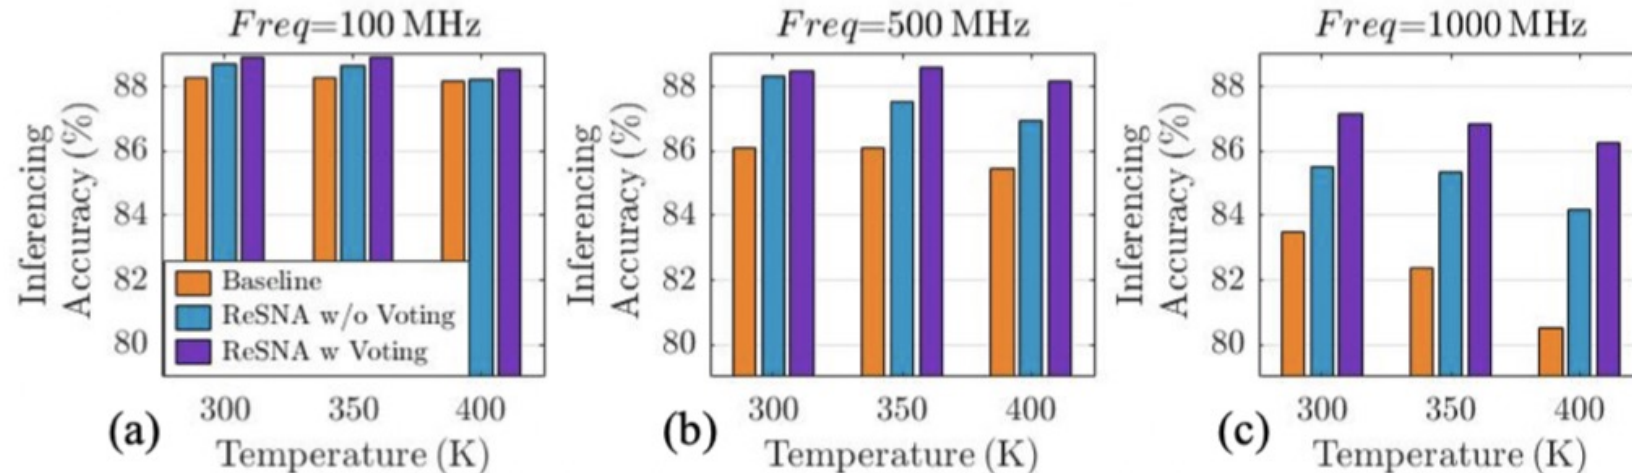 Freq=100 MHz
Inferencing
Accuracy (%)
88
86
84
82
80
Baseline
ReSNA w/o Voting
ReSNA w Voting
300 350 400
(a)
Temperature (K)
Freq=500 MHz
Inferencing
Accuracy (%)
88
86
84
82
80
300 350 400
(b)
Temperature (K)
Freq=1000 MHz
Inferencing
Accuracy (%)
88
86
84
82
80
300 350 400
(c)
Temperature (K)